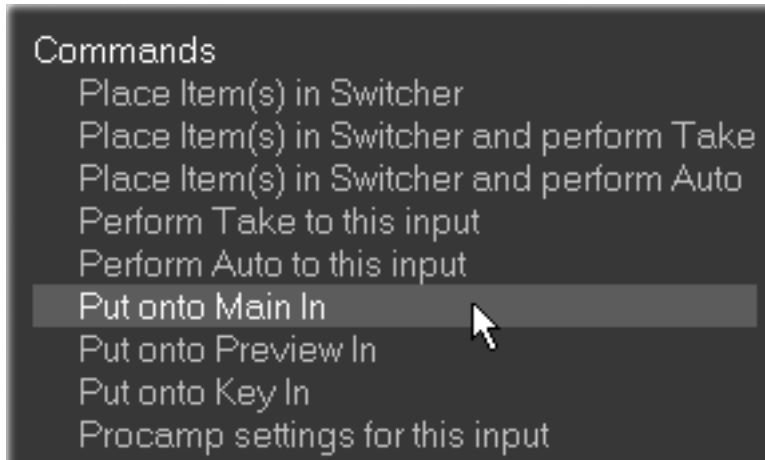 Commands
Place Item(s) in Switcher
Place Item(s) in Switcher and perform Take
Place Item(s) in Switcher and perform Auto
Perform Take to this input
Perform Auto to this input
Put onto Main In
Put onto Preview In
Put onto Key In
Procamp settings for this input